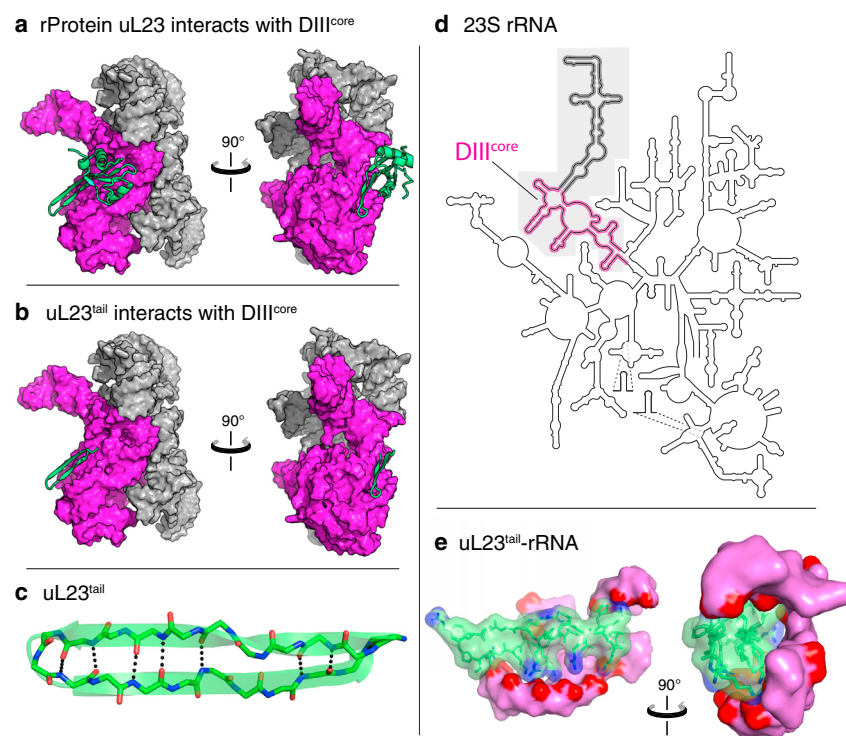 a rProtein uL23 interacts with DIIIcore
90°
b uL23tail interacts with DIIIcore
90°
c uL23tail
d 23S rRNA
DIIIcore
e uL23tail-rRNA
90°